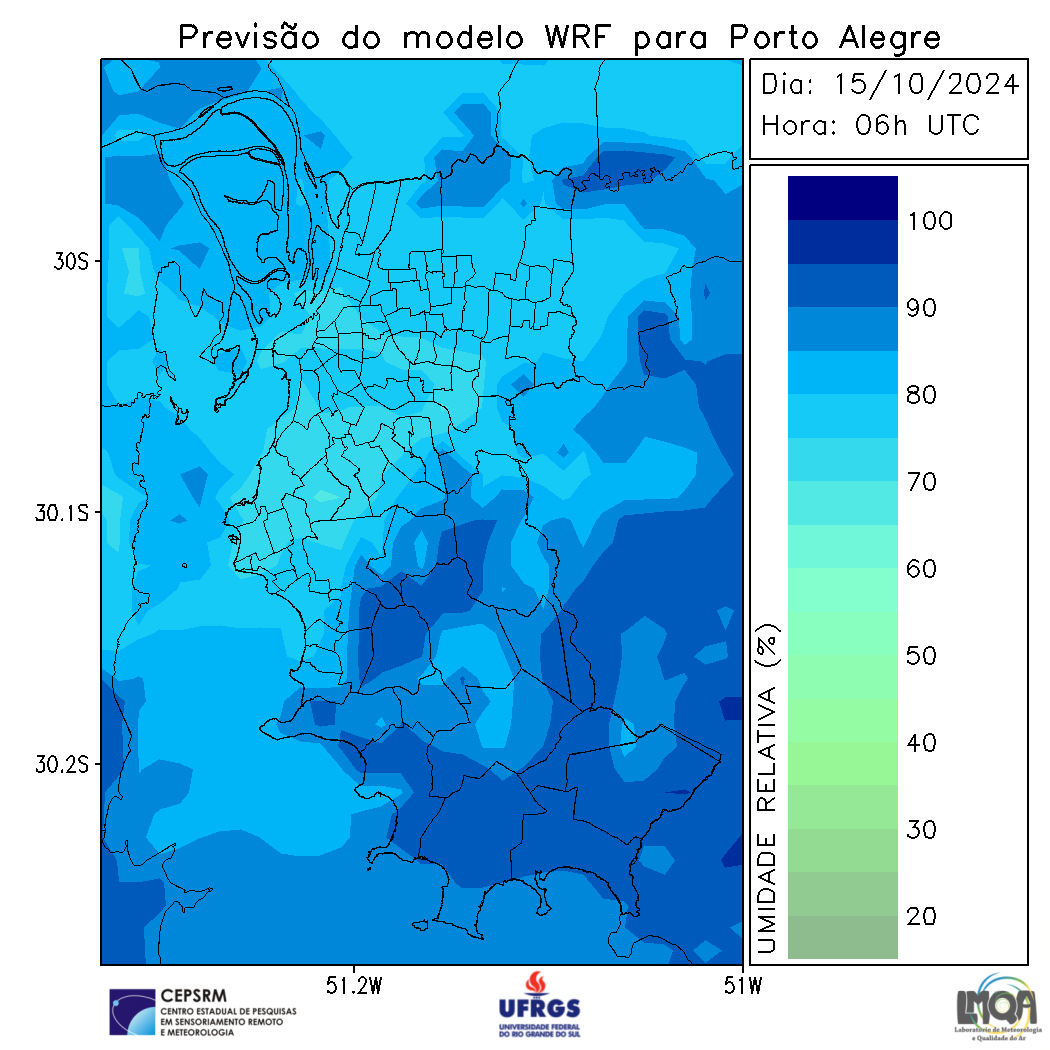 Previsão do modelo WRF para Porto Alegre
Dia: 15/10/2024
Hora: 06h UTC
30S
30.1S
30.2S
51.2W
51W
UMIDADE RELATIVA (%)
100
90
80
70
60
50
40
30
20
CEPSRM
CENTRO ESTADUAL DE PESQUISAS
EM SENSORIAMENTO REMOTO
E METEOROLOGIA
UFRGS
UNIVERSIDADE FEDERAL
DO RIO GRANDE DO SUL
LMQA
Laboratório de Meteorologia
e Qualidade do Ar